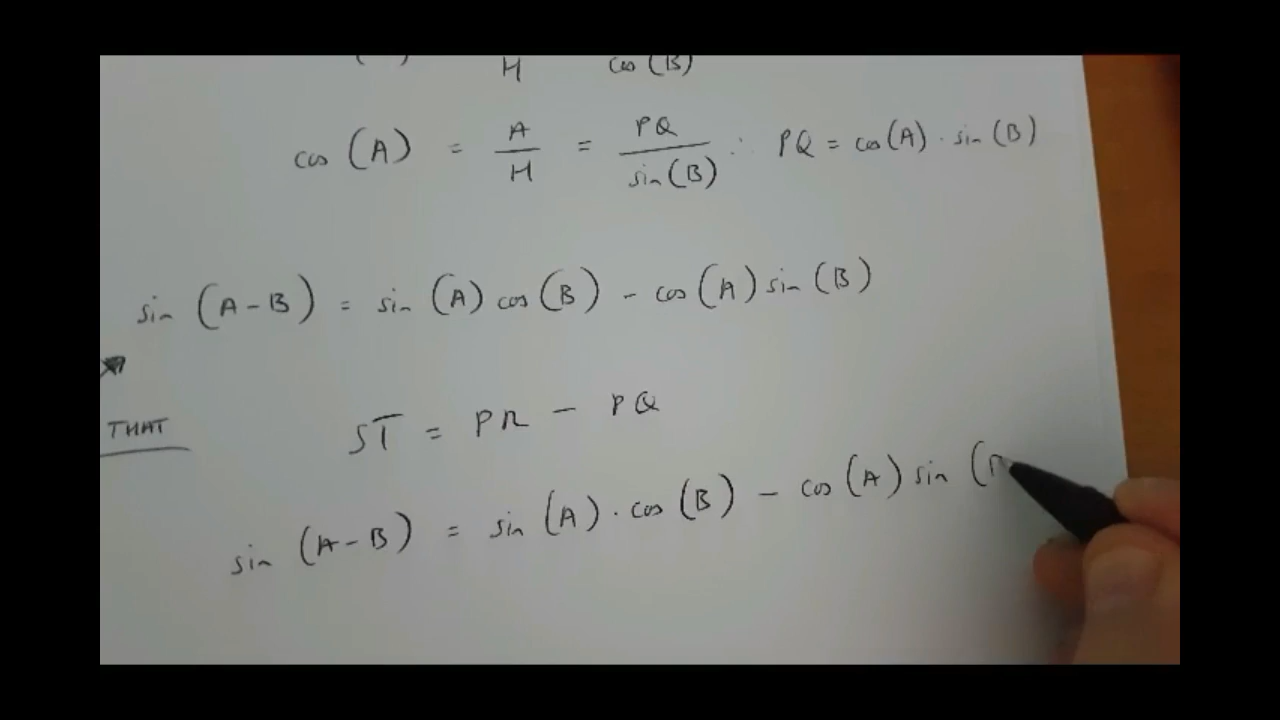 H cos (B)
cos (A) = A/H = PQ/sin(B) ∴ PQ = cos(A) · sin(B)
sin (A-B) = sin (A) cos (B) - cos(A) sin (B)
THAT
ST = PR - PQ
sin (A-B) = sin (A) · cos (B) - cos (A) sin (